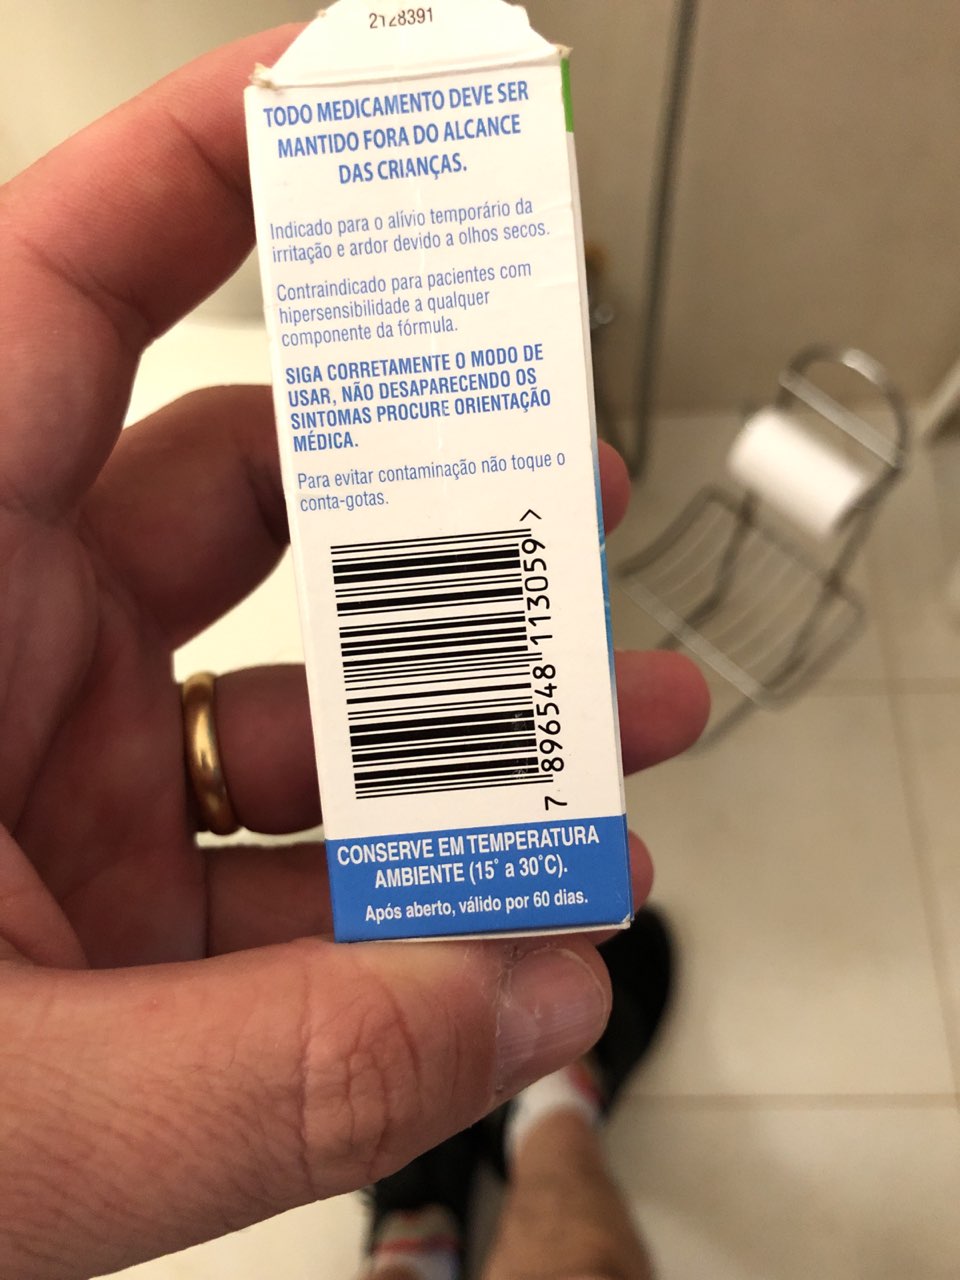 2128391
TODO MEDICAMENTO DEVE SER
MANTIDO FORA DO ALCANCE
DAS CRIANÇAS.
Indicado para o alívio temporário da
irritação e ardor devido a olhos secos.
Contraindicado para pacientes com
hipersensibilidade a qualquer
componente da fórmula.
SIGA CORRETAMENTE O MODO DE
USAR, NÃO DESAPARECENDO OS
SINTOMAS PROCURE ORIENTAÇÃO
MÉDICA.
Para evitar contaminação não toque o
conta-gotas.
7 896548 113059 >
CONSERVE EM TEMPERATURA
AMBIENTE (15° a 30°C).
Após aberto, válido por 60 dias.